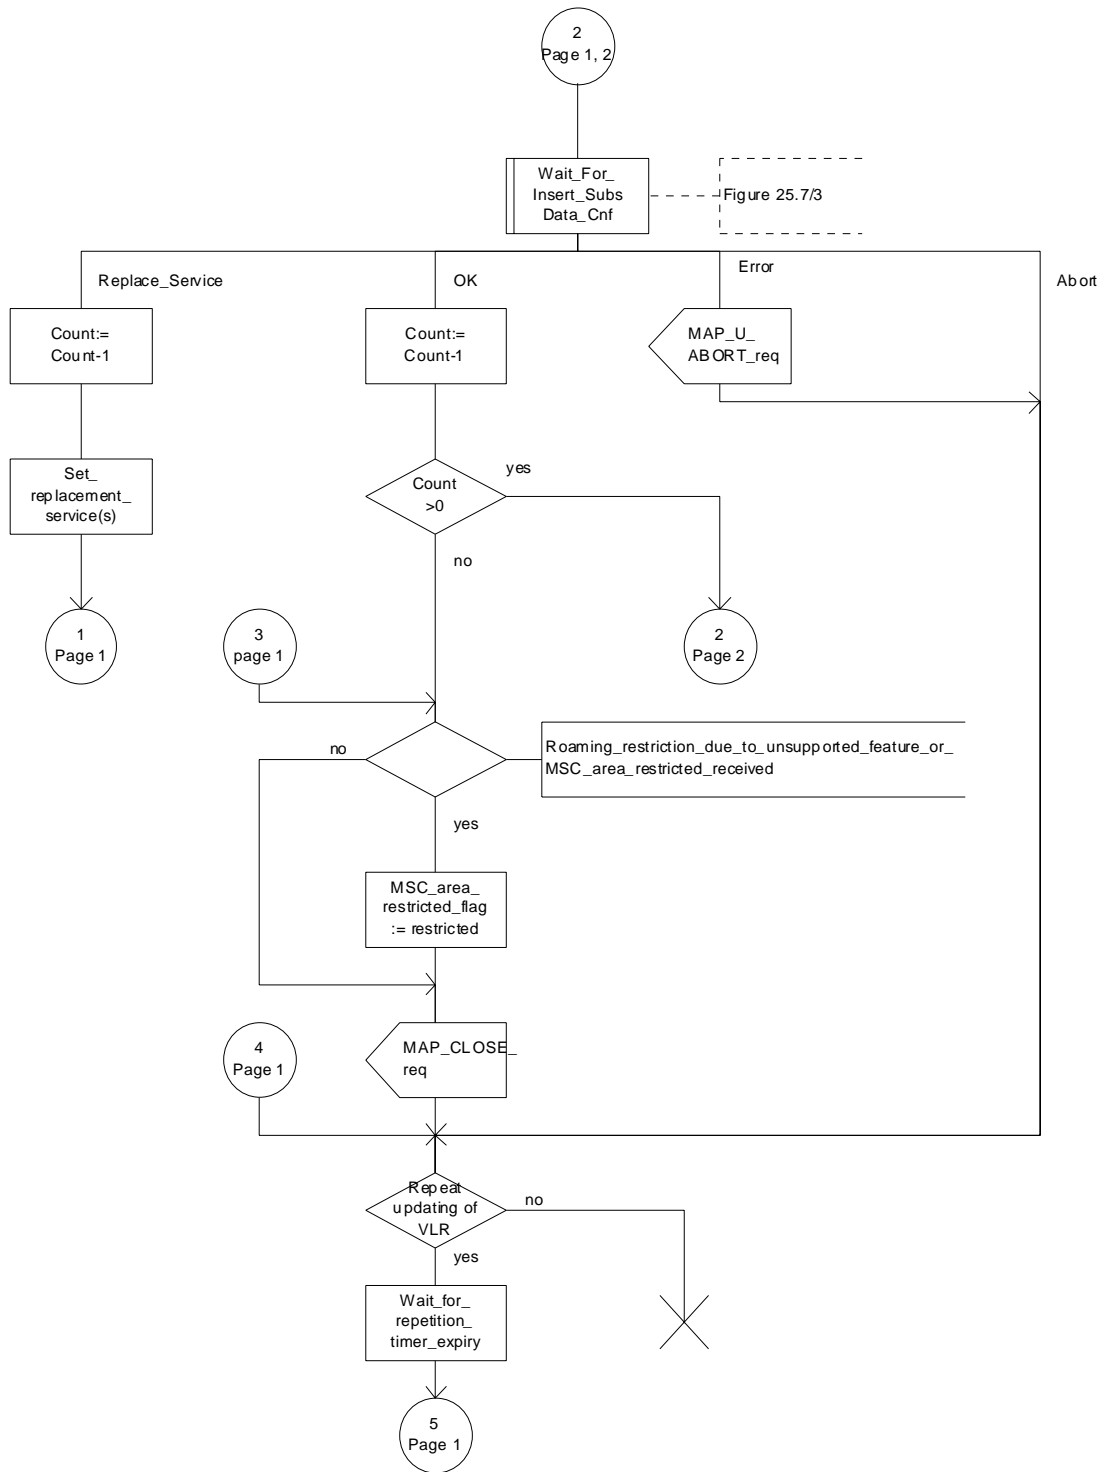 2
Page 1, 2
Wait_For_
Insert_Subs
Data_Cnf
Figure 25.7/3
Replace_Service
OK
Error
Abort
Count:=
Count-1
Count:=
Count-1
MAP_U_
ABORT_req
Set_
replacement_
service(s)
Count
>0
yes
no
1
Page 1
3
page 1
2
Page 2
no
Roaming_restriction_due_to_unsupported_feature_or_
MSC_area_restricted_received
yes
MSC_area_
restricted_flag
:= restricted
4
Page 1
MAP_CLOSE_
req
Repeat
updating of
VLR
no
yes
Wait_for_
repetition_
timer_expiry
5
Page 1